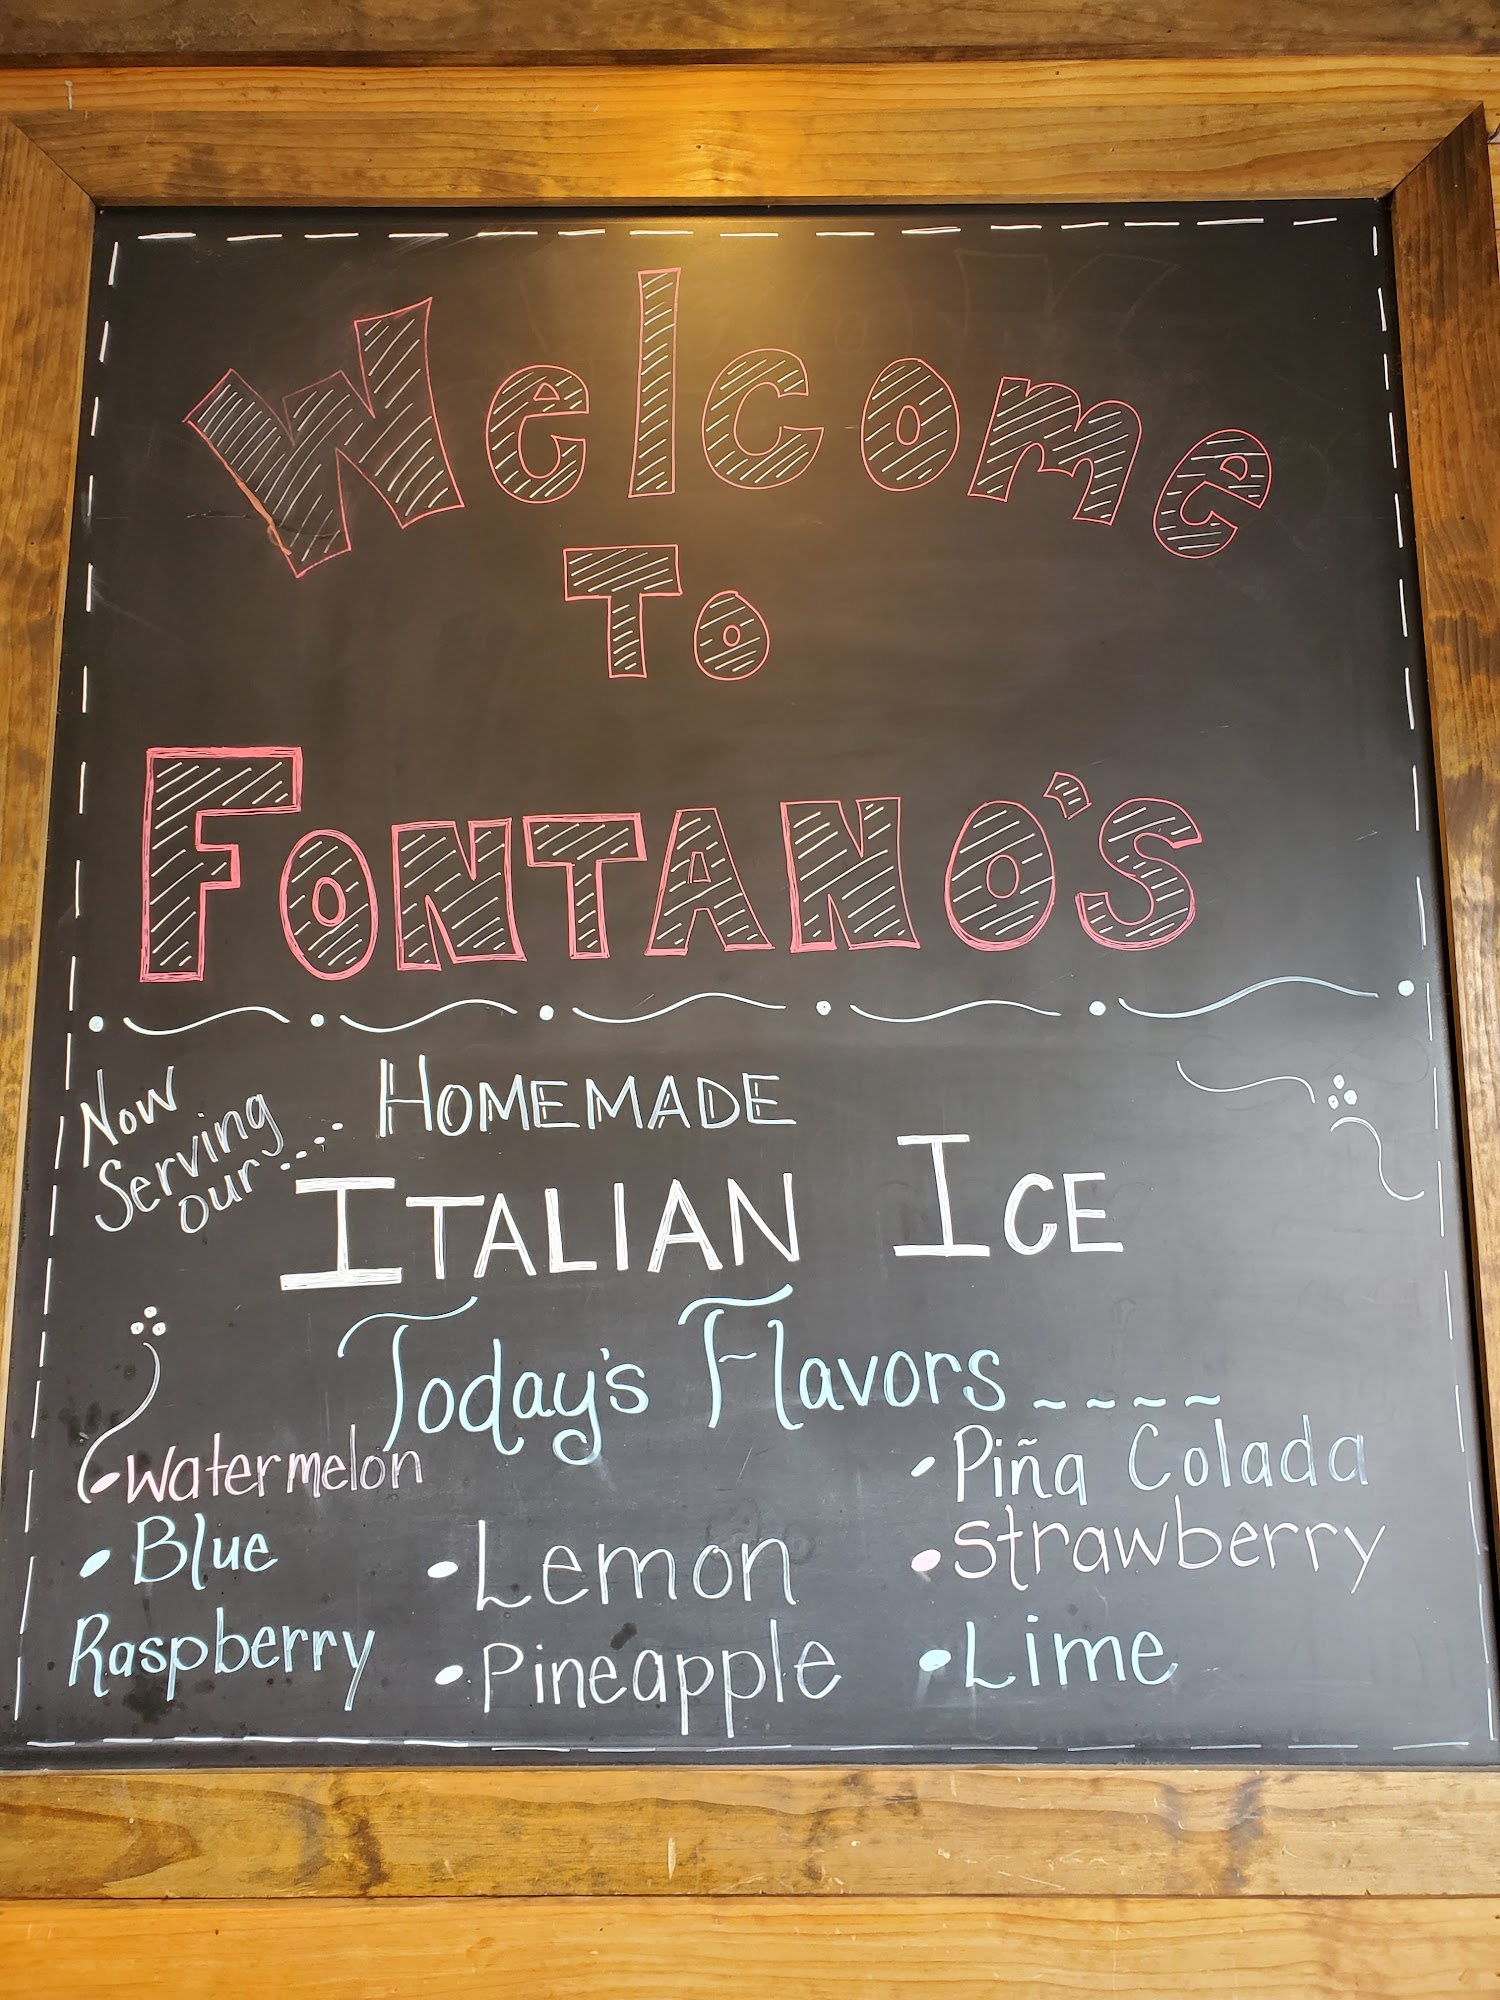 Welcome
To
FONTANO'S
Now
Serving
our....
HOMEMADE
ITALIAN ICE
Today's Flavors ~~~~
•Watermelon
•Blue
Raspberry
•Lemon
•Pineapple
•Piña Colada
•Strawberry
•Lime